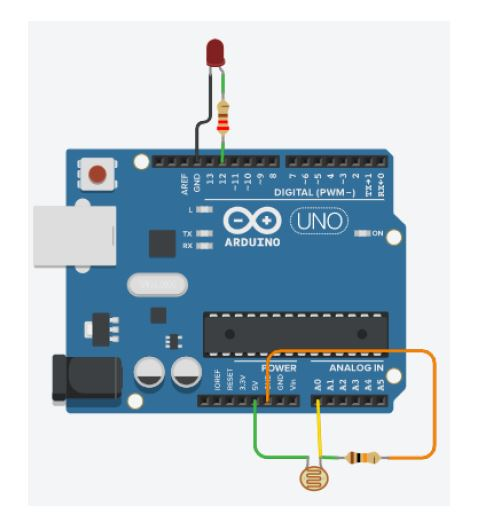 AREF
GND
13
12
~11
~10
~9
8
7
~6
~5
4
~3
2
TX→1
RX←0
DIGITAL (PWM~)
L
TX
RX
ARDUINO
UNO
ON
POWER
ANALOG IN
IOREF
RESET
3.3V
5V
GND
GND
Vin
A0
A1
A2
A3
A4
A5